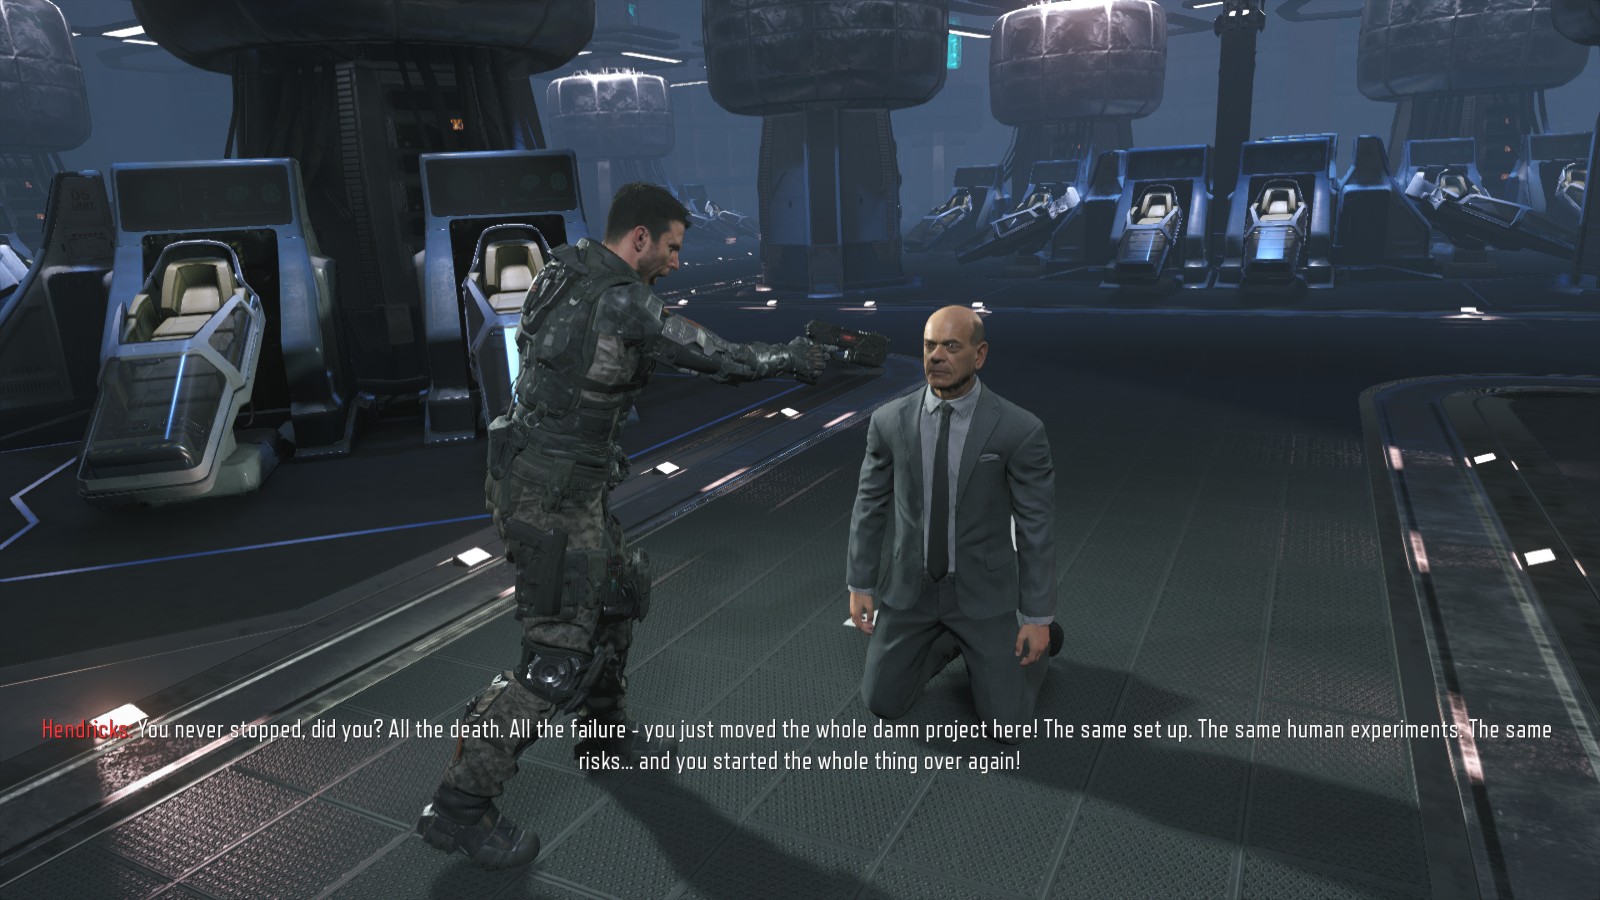 Hendricks: You never stopped, did you? All the death. All the failure - you just moved the whole damn project here! The same set up. The same human experiments. The same
risks... and you started the whole thing over again!
05